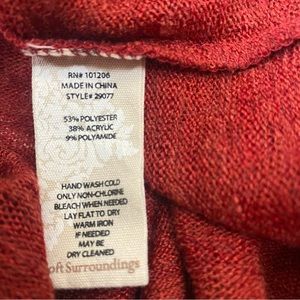 RN# 101206
MADE IN CHINA
STYLE# 29077
53% POLYESTER
38% ACRYLIC
9% POLYAMIDE
HAND WASH COLD
ONLY NON-CHLORINE
BLEACH WHEN NEEDED
LAY FLAT TO DRY
WARM IRON
IF NEEDED
MAY BE
DRY CLEANED
oft Surroundings